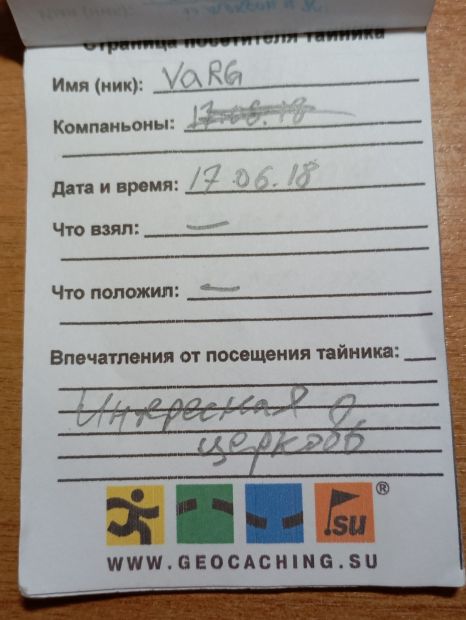 Страница посетителя тайника
Имя (ник): VaRG
Компаньоны: 17.06.18
Дата и время: 17.06.18
Что взял: —
Что положил: —
Впечатления от посещения тайника:
Интересная
церковь
.su ®
WWW.GEOCACHING.SU